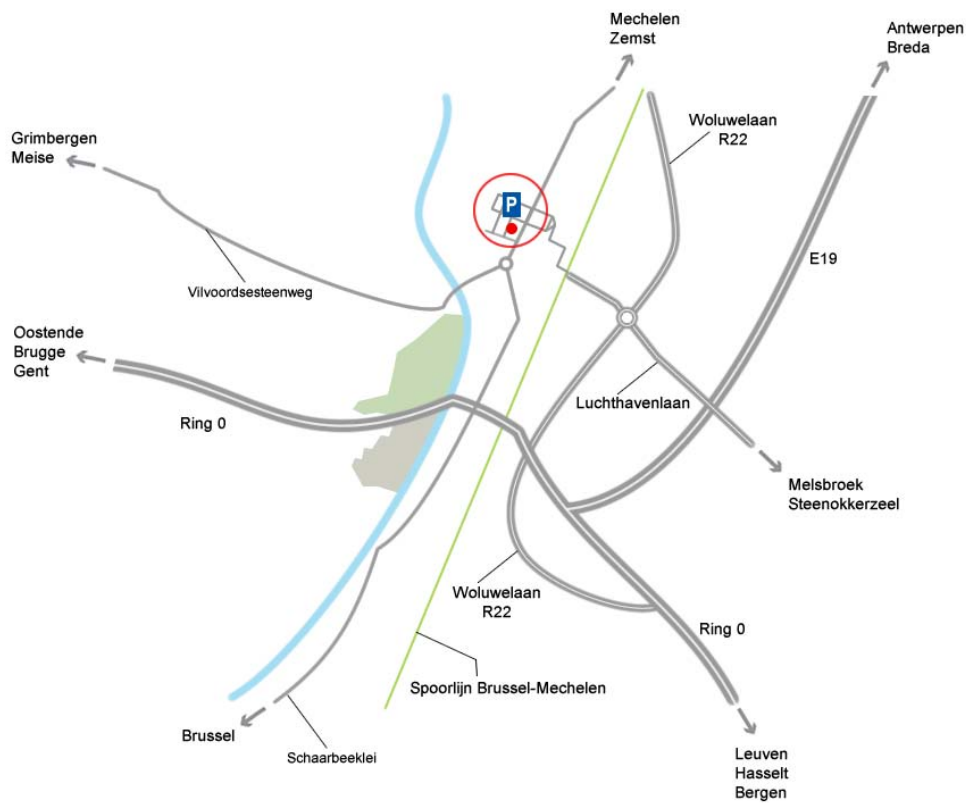 Mechelen
Zemst
Antwerpen
Breda
Woluwelaan
R22
Grimbergen
Meise
P
E19
Vilvoordsesteenweg
Oostende
Brugge
Gent
Luchthavenlaan
Ring 0
Melsbroek
Steenokkerzeel
Woluwelaan
R22
Ring 0
Spoorlijn Brussel-Mechelen
Brussel
Schaarbeeklei
Leuven
Hasselt
Bergen